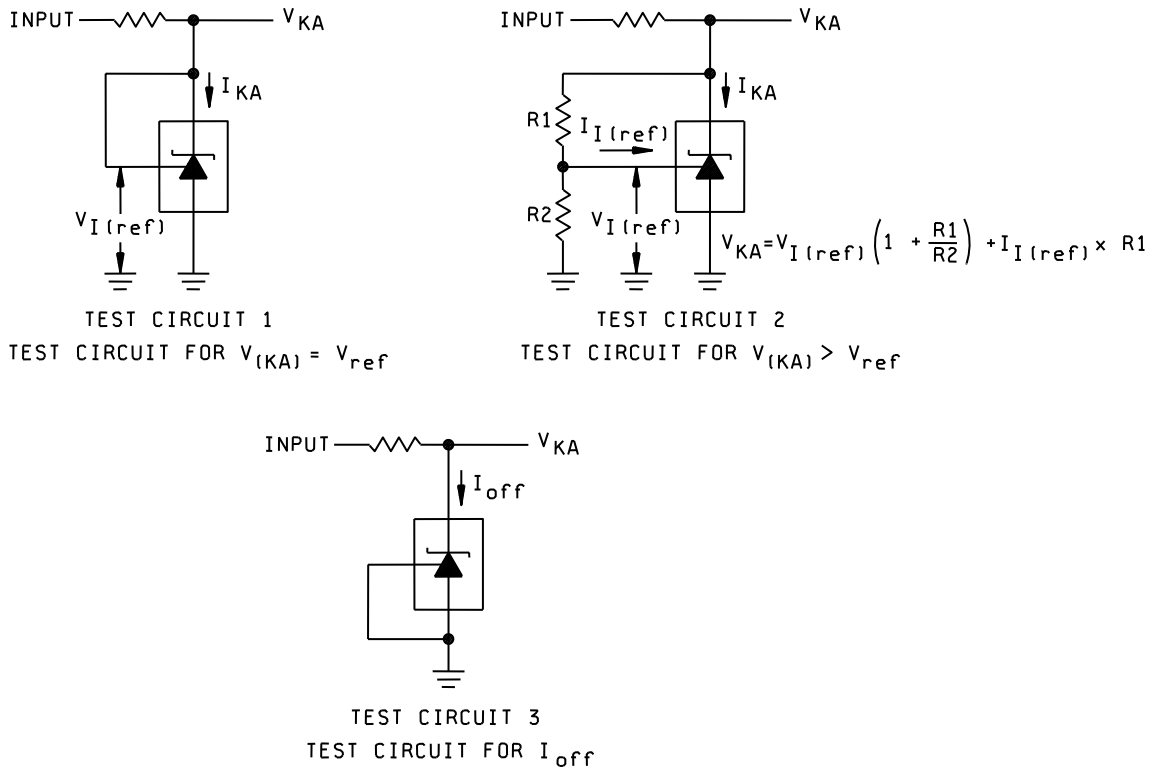 INPUT
V KA
I KA
V I(ref)
TEST CIRCUIT 1
TEST CIRCUIT FOR V(KA) = Vref
INPUT
V KA
I KA
R1
I I(ref)
R2
V I(ref)
VKA=VI(ref) (1 + R1/R2) +II(ref) x R1
TEST CIRCUIT 2
TEST CIRCUIT FOR V(KA) > Vref
INPUT
V KA
I off
TEST CIRCUIT 3
TEST CIRCUIT FOR I off